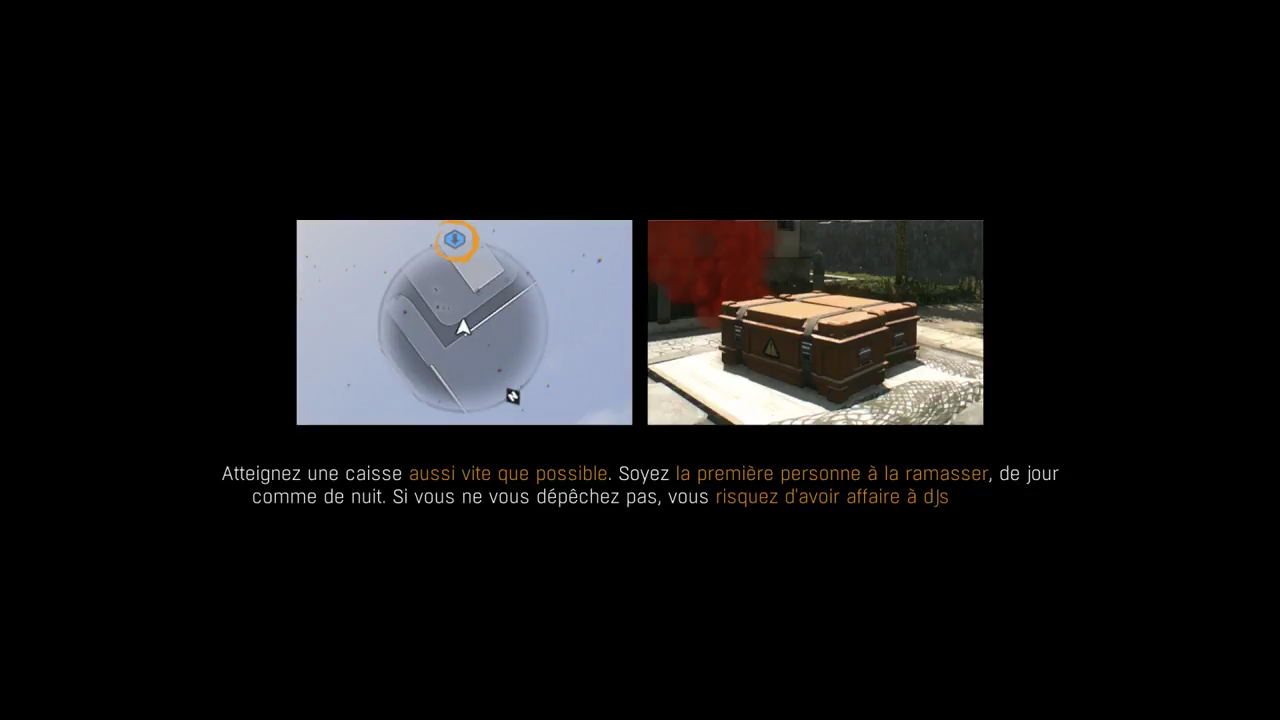 Atteignez une caisse aussi vite que possible. Soyez la première personne à la ramasser, de jour
comme de nuit. Si vous ne vous dépêchez pas, vous risquez d'avoir affaire à